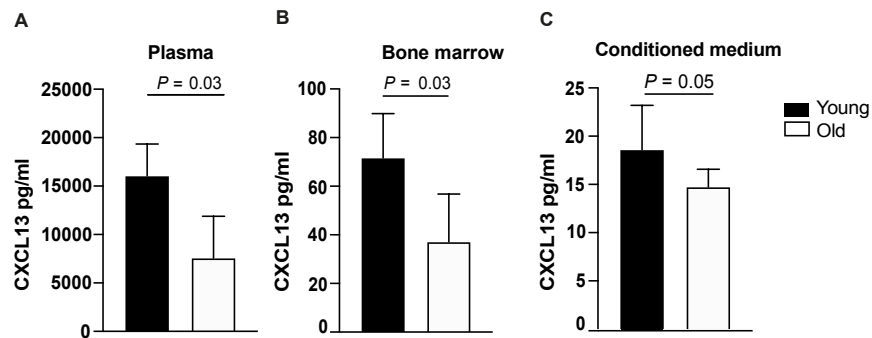 A
Plasma
P = 0.03
CXCL13 pg/ml
25000
20000
15000
10000
5000
0
B
Bone marrow
P = 0.03
CXCL13 pg/ml
100
80
60
40
20
0
C
Conditioned medium
P = 0.05
CXCL13 pg/ml
25
20
15
10
5
0
Young
Old